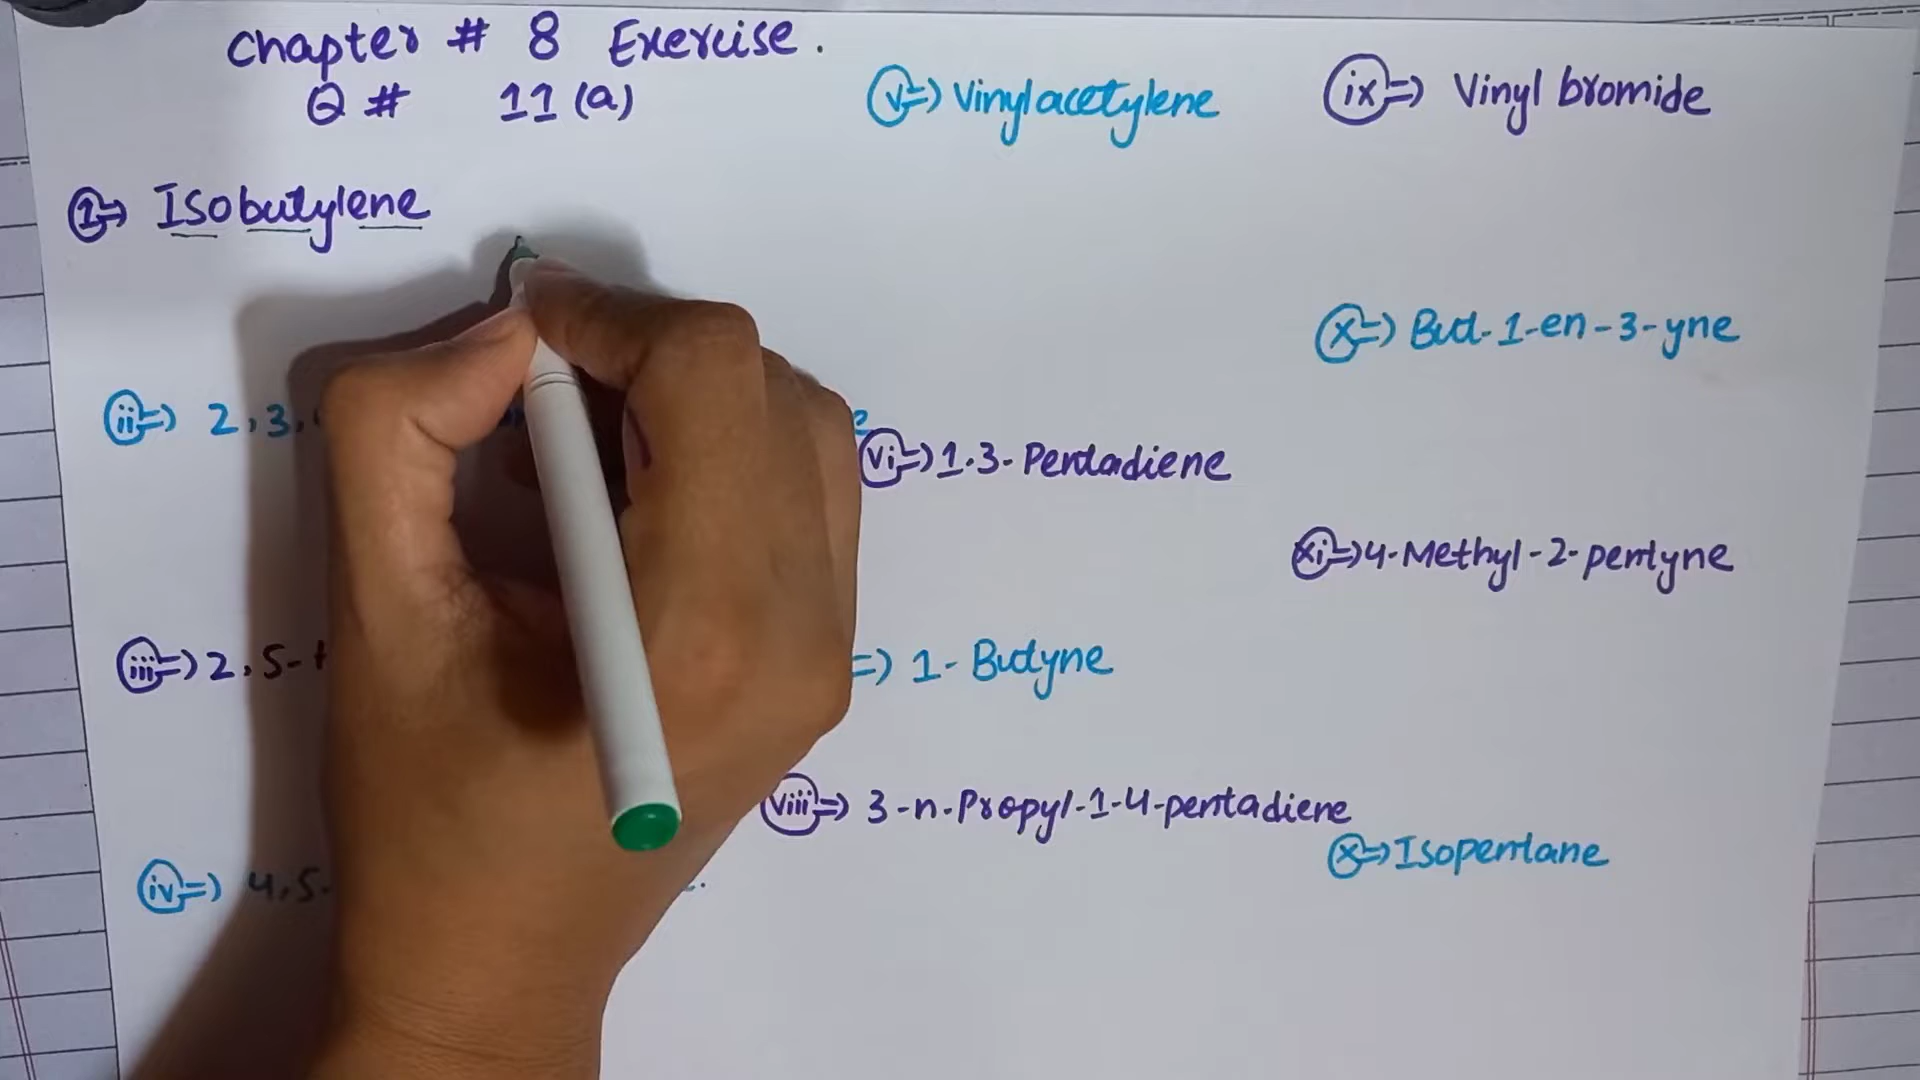 Chapter # 8 Exercise.
Q # 11 (a)
1⇒ Isobutylene
ii⇒ 2,3,
iii⇒ 2,5-
iv⇒ 4,5-
v⇒ Vinylacetylene
vi⇒ 1.3- Pentadiene
⇒ 1- Butyne
viii⇒ 3-n-Propyl-1-4-pentadiene
ix⇒ Vinyl bromide
x⇒ But-1-en-3-yne
xi⇒ 4-Methyl-2-pentyne
x⇒ Isopentane